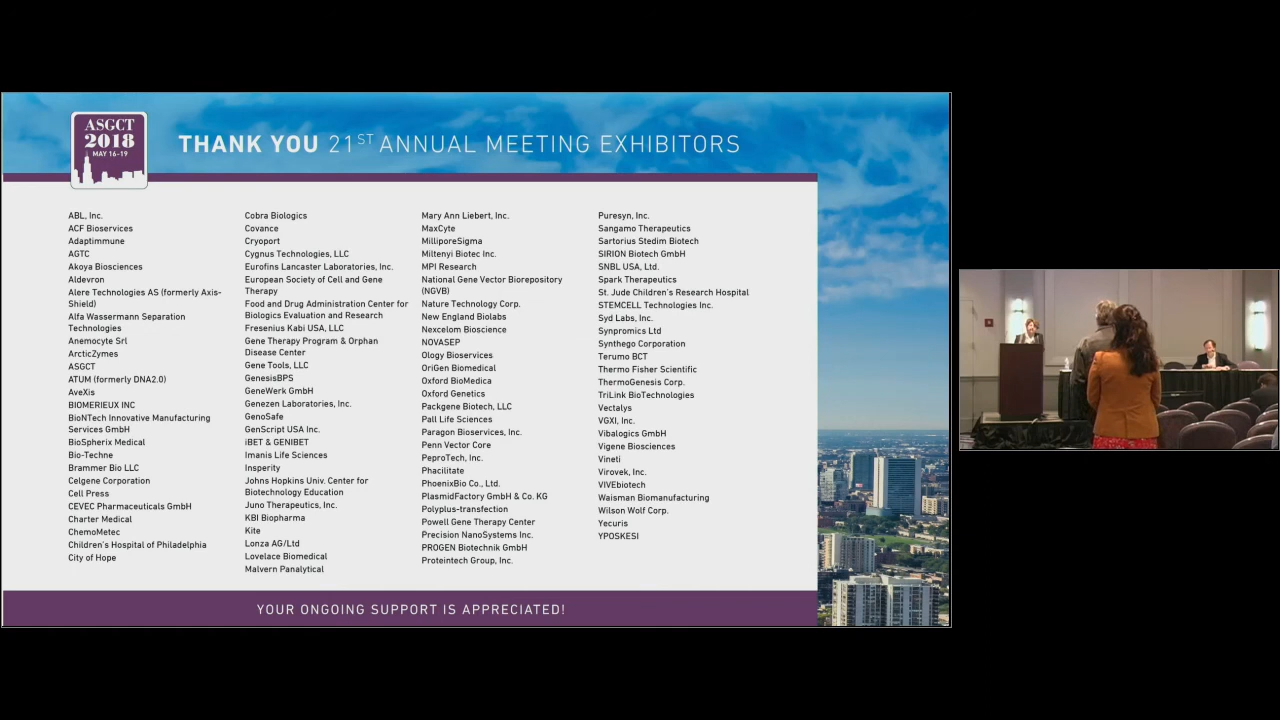 ASGCT
2018
MAY 16-19
THANK YOU 21ST ANNUAL MEETING EXHIBITORS
ABL, Inc.
ACF Bioservices
Adaptimmune
AGTC
Akoya Biosciences
Aldevron
Alere Technologies AS (formerly Axis-
Shield)
Alfa Wassermann Separation
Technologies
Anemocyte Srl
ArcticZymes
ASGCT
ATUM (formerly DNA2.0)
AveXis
BIOMERIEUX INC
BioNTech Innovative Manufacturing
Services GmbH
BioSpherix Medical
Bio-Techne
Brammer Bio LLC
Celgene Corporation
Cell Press
CEVEC Pharmaceuticals GmbH
Charter Medical
ChemoMetec
Children's Hospital of Philadelphia
City of Hope
Cobra Biologics
Covance
Cryoport
Cygnus Technologies, LLC
Eurofins Lancaster Laboratories, Inc.
European Society of Cell and Gene
Therapy
Food and Drug Administration Center for
Biologics Evaluation and Research
Fresenius Kabi USA, LLC
Gene Therapy Program & Orphan
Disease Center
Gene Tools, LLC
GenesisBPS
GeneWerk GmbH
Genezen Laboratories, Inc.
GenoSafe
GenScript USA Inc.
iBET & GENIBET
Imanis Life Sciences
Insperity
Johns Hopkins Univ. Center for
Biotechnology Education
Juno Therapeutics, Inc.
KBI Biopharma
Kite
Lonza AG/Ltd
Lovelace Biomedical
Malvern Panalytical
Mary Ann Liebert, Inc.
MaxCyte
MilliporeSigma
Miltenyi Biotec Inc.
MPI Research
National Gene Vector Biorepository
(NGVB)
Nature Technology Corp.
New England Biolabs
Nexcelom Bioscience
NOVASEP
Ology Bioservices
OriGen Biomedical
Oxford BioMedica
Oxford Genetics
Packgene Biotech, LLC
Pall Life Sciences
Paragon Bioservices, Inc.
Penn Vector Core
PeproTech, Inc.
Phacilitate
PhoenixBio Co., Ltd.
PlasmidFactory GmbH & Co. KG
Polyplus-transfection
Powell Gene Therapy Center
Precision NanoSystems Inc.
PROGEN Biotechnik GmbH
Proteintech Group, Inc.
Puresyn, Inc.
Sangamo Therapeutics
Sartorius Stedim Biotech
SIRION Biotech GmbH
SNBL USA, Ltd.
Spark Therapeutics
St. Jude Children's Research Hospital
STEMCELL Technologies Inc.
Syd Labs, Inc.
Synpromics Ltd
Synthego Corporation
Terumo BCT
Thermo Fisher Scientific
ThermoGenesis Corp.
TriLink BioTechnologies
Vectalys
VGXI, Inc.
Vibalogics GmbH
Vigene Biosciences
Vineti
Virovek, Inc.
VIVEbiotech
Waisman Biomanufacturing
Wilson Wolf Corp.
Yecuris
YPOSKESI
YOUR ONGOING SUPPORT IS APPRECIATED!